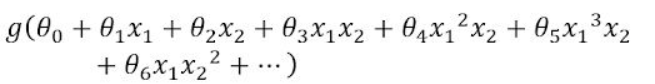 g(θ₀ + θ₁x₁ + θ₂x₂ + θ₃x₁x₂ + θ₄x₁²x₂ + θ₅x₁³x₂
+ θ₆x₁x₂² + ⋯ )